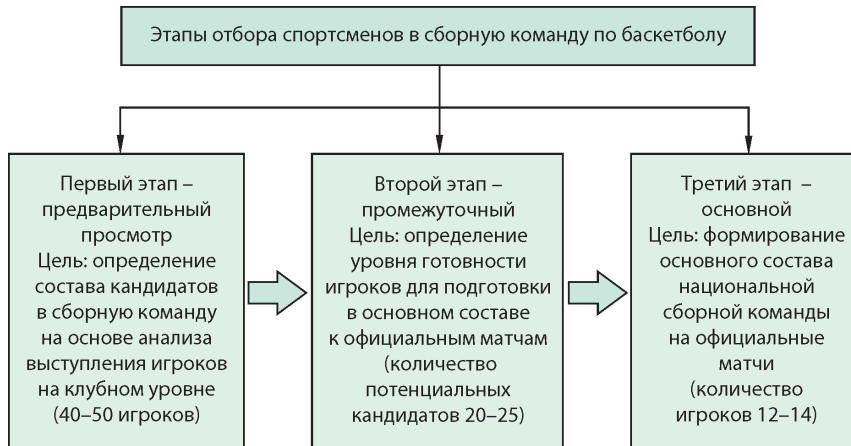 Этапы отбора спортсменов в сборную команду по баскетболу
Первый этап –
предварительный
просмотр
Цель: определение
состава кандидатов
в сборную команду
на основе анализа
выступления игроков
на клубном уровне
(40–50 игроков)
Второй этап –
промежуточный
Цель: определение
уровня готовности
игроков для подготовки
в основном составе
к официальным матчам
(количество
потенциальных
кандидатов 20–25)
Третий этап –
основной
Цель: формирование
основного состава
национальной
сборной команды
на официальные
матчи
(количество
игроков 12–14)